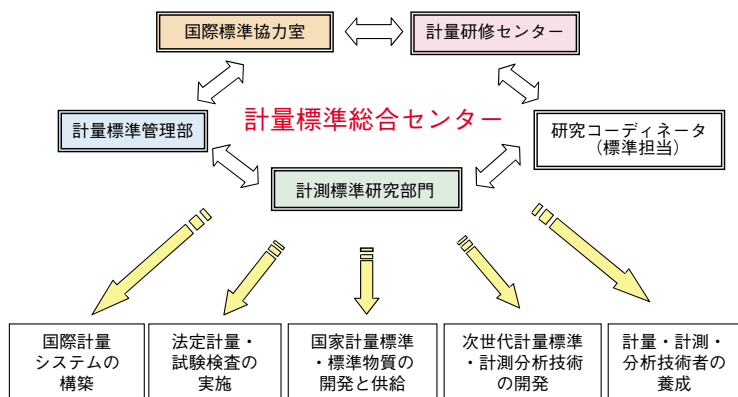 国際標準協力室
計量研修センター
計量標準総合センター
計量標準管理部
研究コーディネータ
（標準担当）
計測標準研究部門
国際計量
システムの
構築
法定計量・
試験検査の
実施
国家計量標準
・標準物質の
開発と供給
次世代計量標準
・計測分析技術
の開発
計量・計測・
分析技術者の
養成